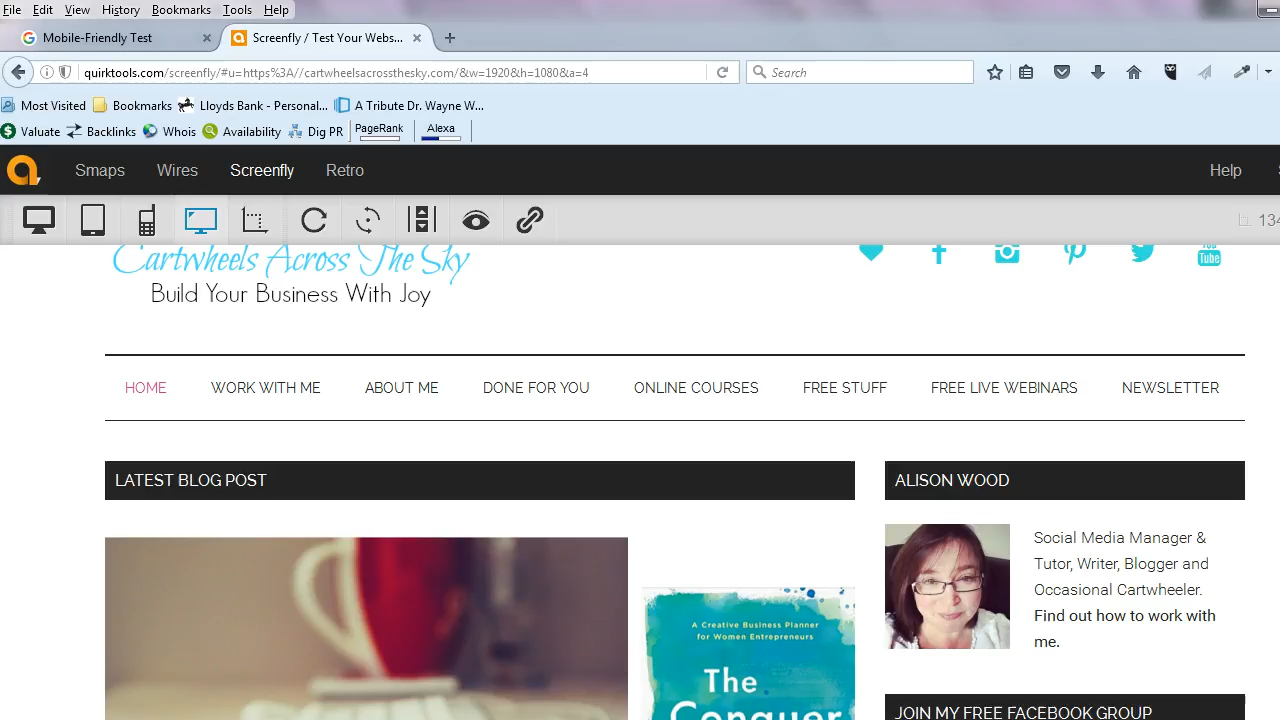 File Edit View History Bookmarks Tools Help
Mobile-Friendly Test
Screenfly / Test Your Webs...
quirktools.com/screenfly/#u=https%3A//cartwheelsacrossthesky.com/&w=1920&h=1080&a=4
Search
Most Visited Bookmarks Lloyds Bank - Personal... A Tribute Dr. Wayne W...
Valuate Backlinks Whois Availability Dig PR PageRank Alexa
Smaps Wires Screenfly Retro Help
134
Cartwheels Across The Sky
You Tube
Build Your Business With Joy
HOME WORK WITH ME ABOUT ME DONE FOR YOU ONLINE COURSES FREE STUFF FREE LIVE WEBINARS NEWSLETTER
LATEST BLOG POST
ALISON WOOD
Social Media Manager &
Tutor, Writer, Blogger and
Occasional Cartwheeler.
Find out how to work with
me.
A Creative Business Planner
for Women Entrepreneurs
The
Conquer
JOIN MY FREE FACEBOOK GROUP